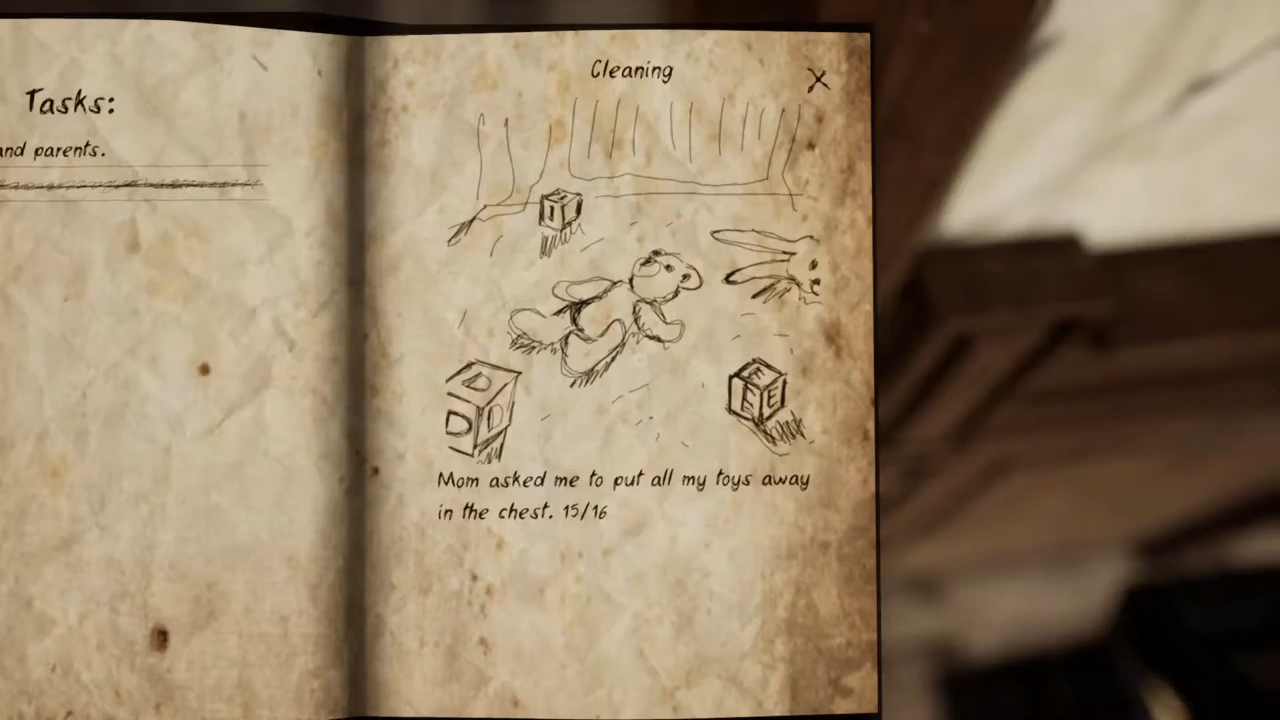 Tasks:
and parents.
Cleaning
X
I
D
D
D
E
E
Mom asked me to put all my toys away
in the chest. 15/16